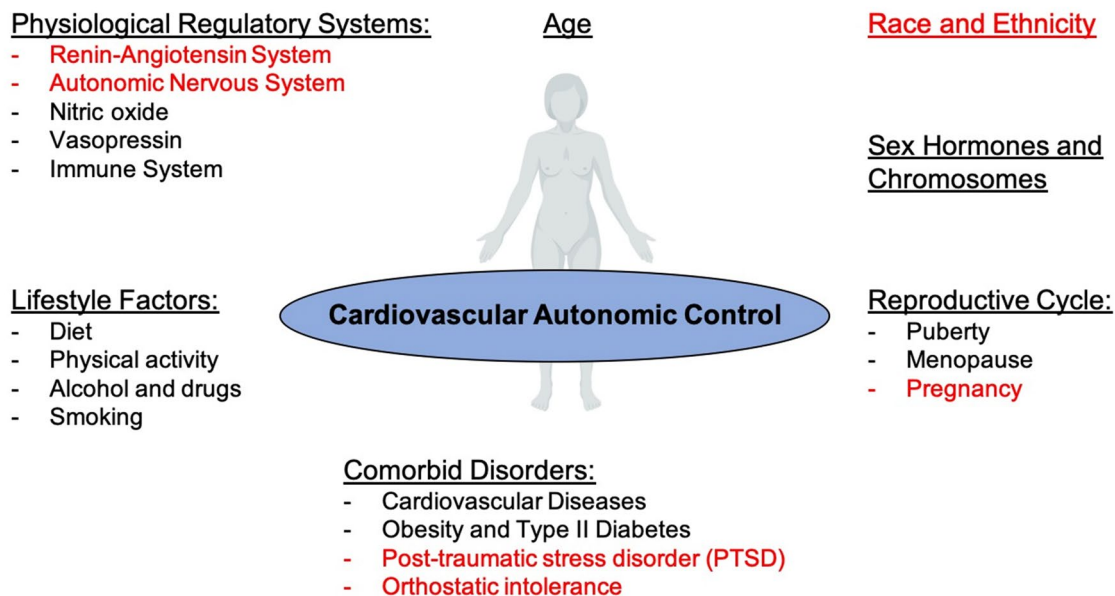 Physiological Regulatory Systems:
- Renin-Angiotensin System
- Autonomic Nervous System
- Nitric oxide
- Vasopressin
- Immune System
Age
Race and Ethnicity
Sex Hormones and
Chromosomes
Lifestyle Factors:
- Diet
- Physical activity
- Alcohol and drugs
- Smoking
Cardiovascular Autonomic Control
Reproductive Cycle:
- Puberty
- Menopause
- Pregnancy
Comorbid Disorders:
- Cardiovascular Diseases
- Obesity and Type II Diabetes
- Post-traumatic stress disorder (PTSD)
- Orthostatic intolerance